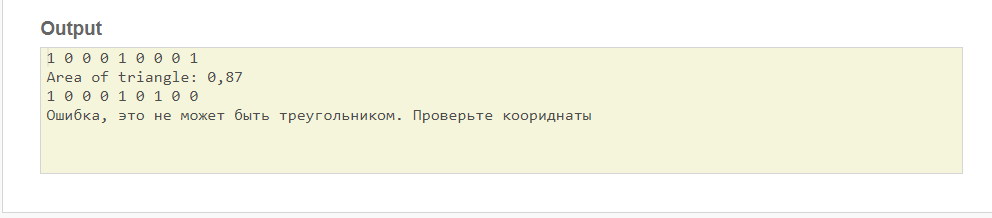 Output
1 0 0 0 1 0 0 0 1
Area of triangle: 0,87
1 0 0 0 1 0 1 0 0
Ошибка, это не может быть треугольником. Проверьте коориднаты